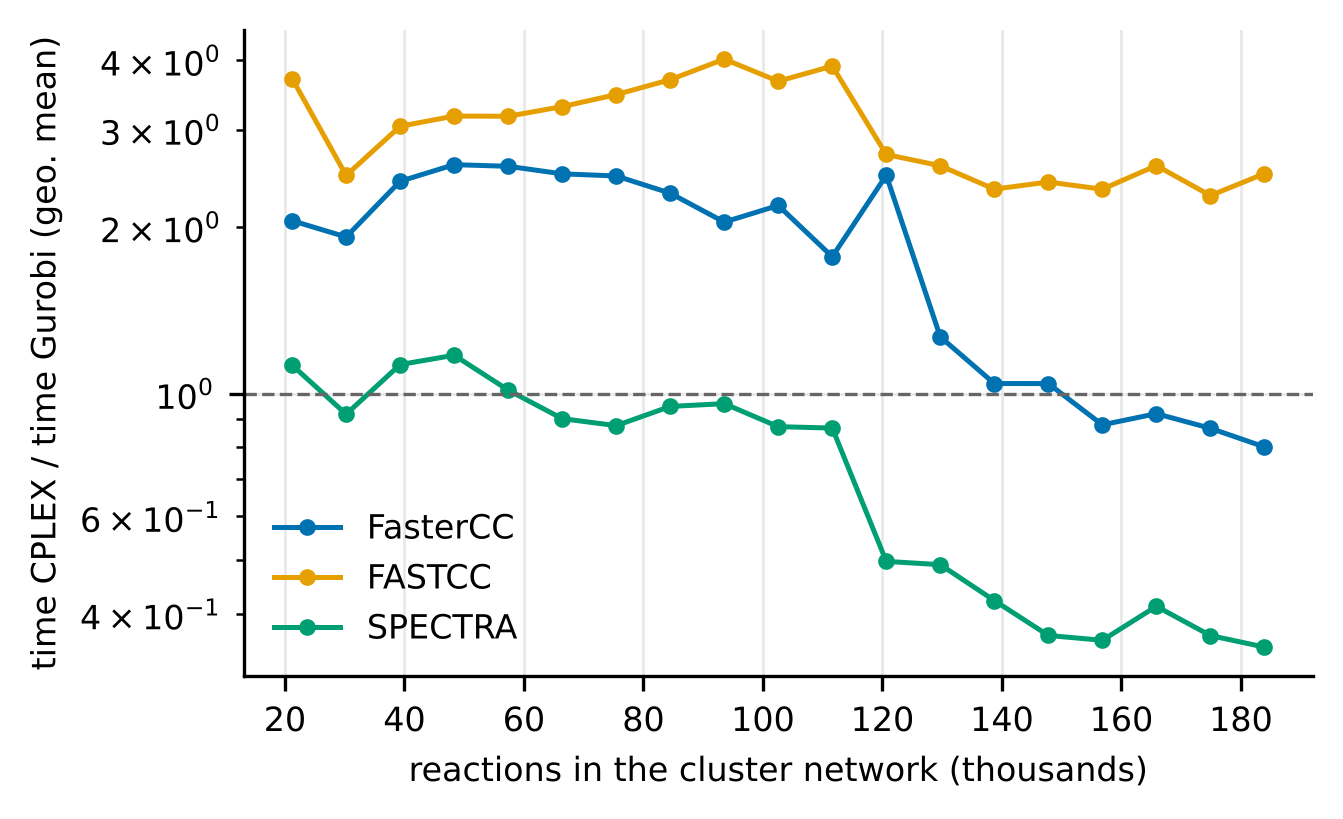 time CPLEX / time Gurobi (geo. mean)
4 × 10⁰
3 × 10⁰
2 × 10⁰
10⁰
6 × 10⁻¹
4 × 10⁻¹
FasterCC
FASTCC
SPECTRA
20 40 60 80 100 120 140 160 180
reactions in the cluster network (thousands)